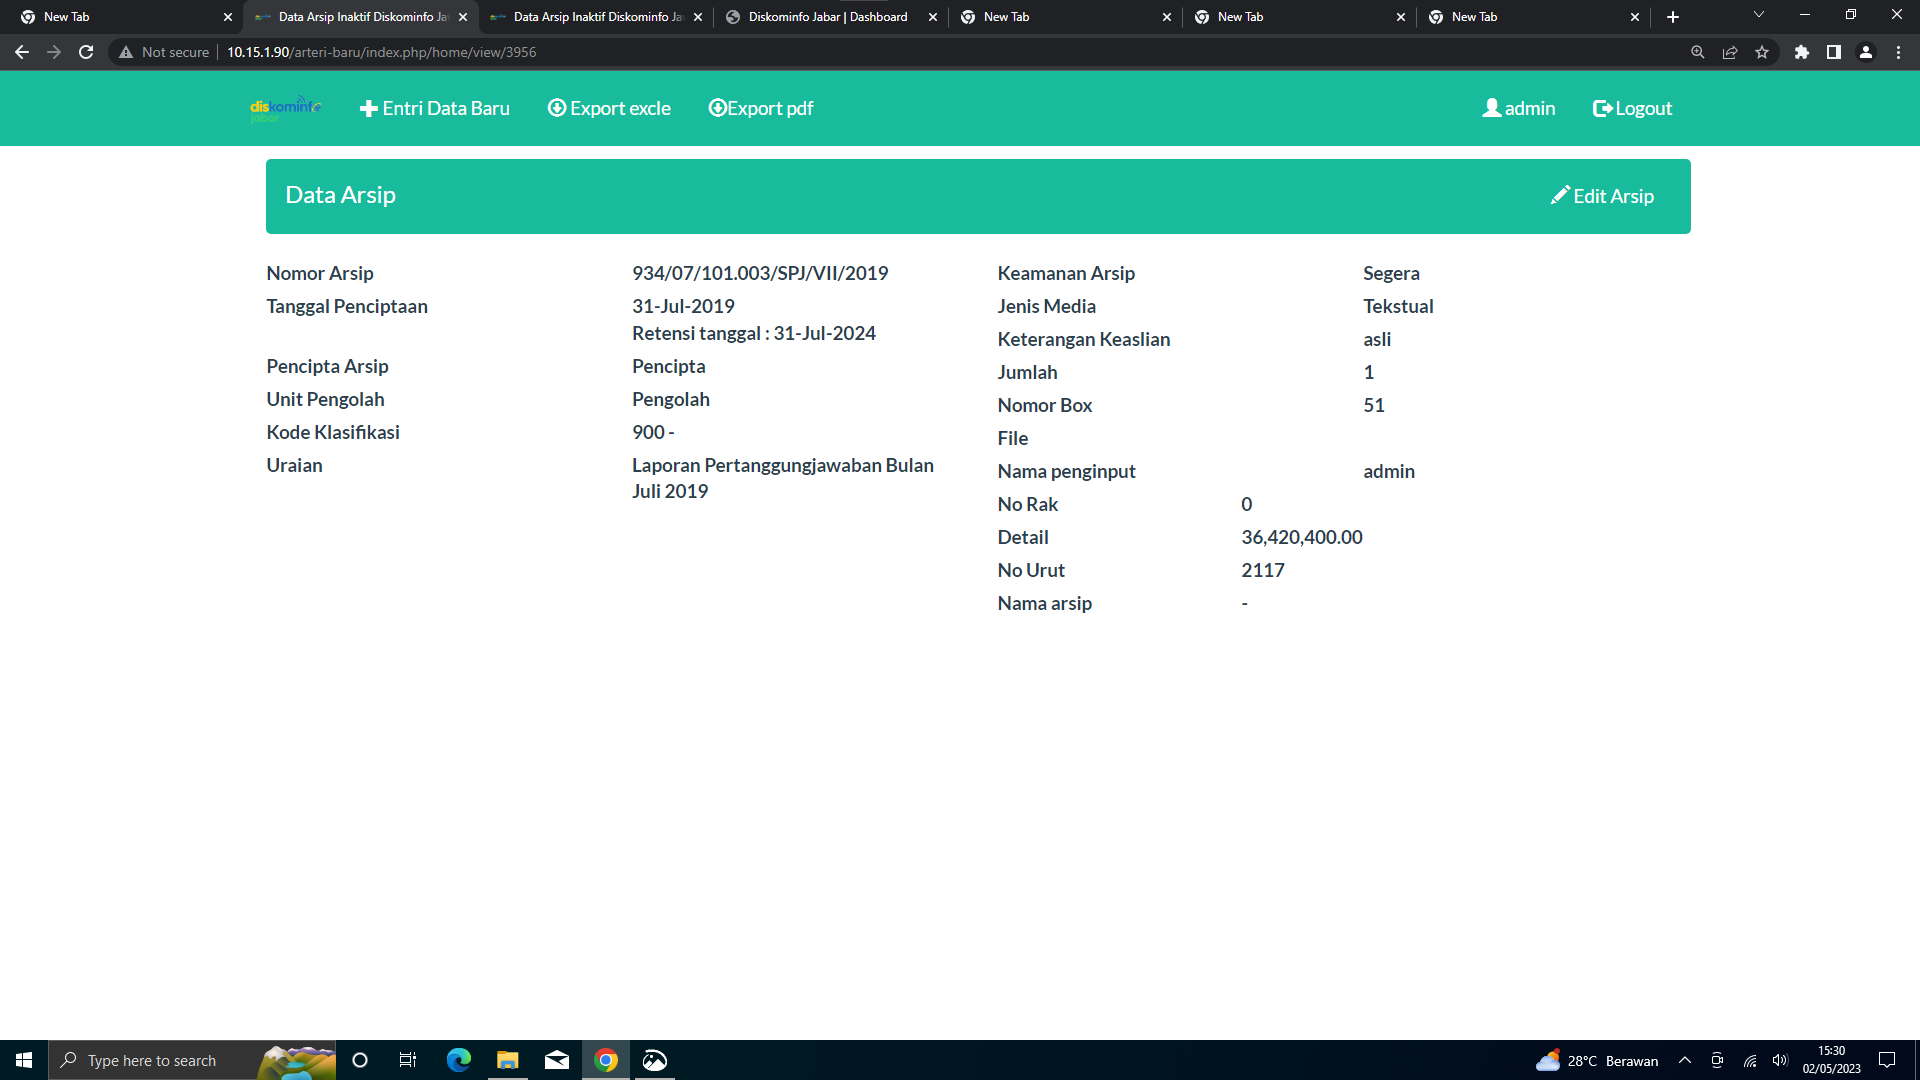 New Tab
Data Arsip Inaktif Diskominfo Ja
Data Arsip Inaktif Diskominfo Ja
Diskominfo Jabar | Dashboard
New Tab
New Tab
New Tab
Not secure 10.15.1.90/arteri-baru/index.php/home/view/3956
diskominfo jabar
Entri Data Baru
Export excle
Export pdf
admin
Logout
Data Arsip
Edit Arsip
Nomor Arsip 934/07/101.003/SPJ/VII/2019
Tanggal Penciptaan 31-Jul-2019
Retensi tanggal : 31-Jul-2024
Pencipta Arsip Pencipta
Unit Pengolah Pengolah
Kode Klasifikasi 900 -
Uraian Laporan Pertanggungjawaban Bulan
Juli 2019
Keamanan Arsip Segera
Jenis Media Tekstual
Keterangan Keaslian asli
Jumlah 1
Nomor Box 51
File
Nama penginput admin
No Rak 0
Detail 36,420,400.00
No Urut 2117
Nama arsip -
Type here to search
28°C Berawan
15:30
02/05/2023